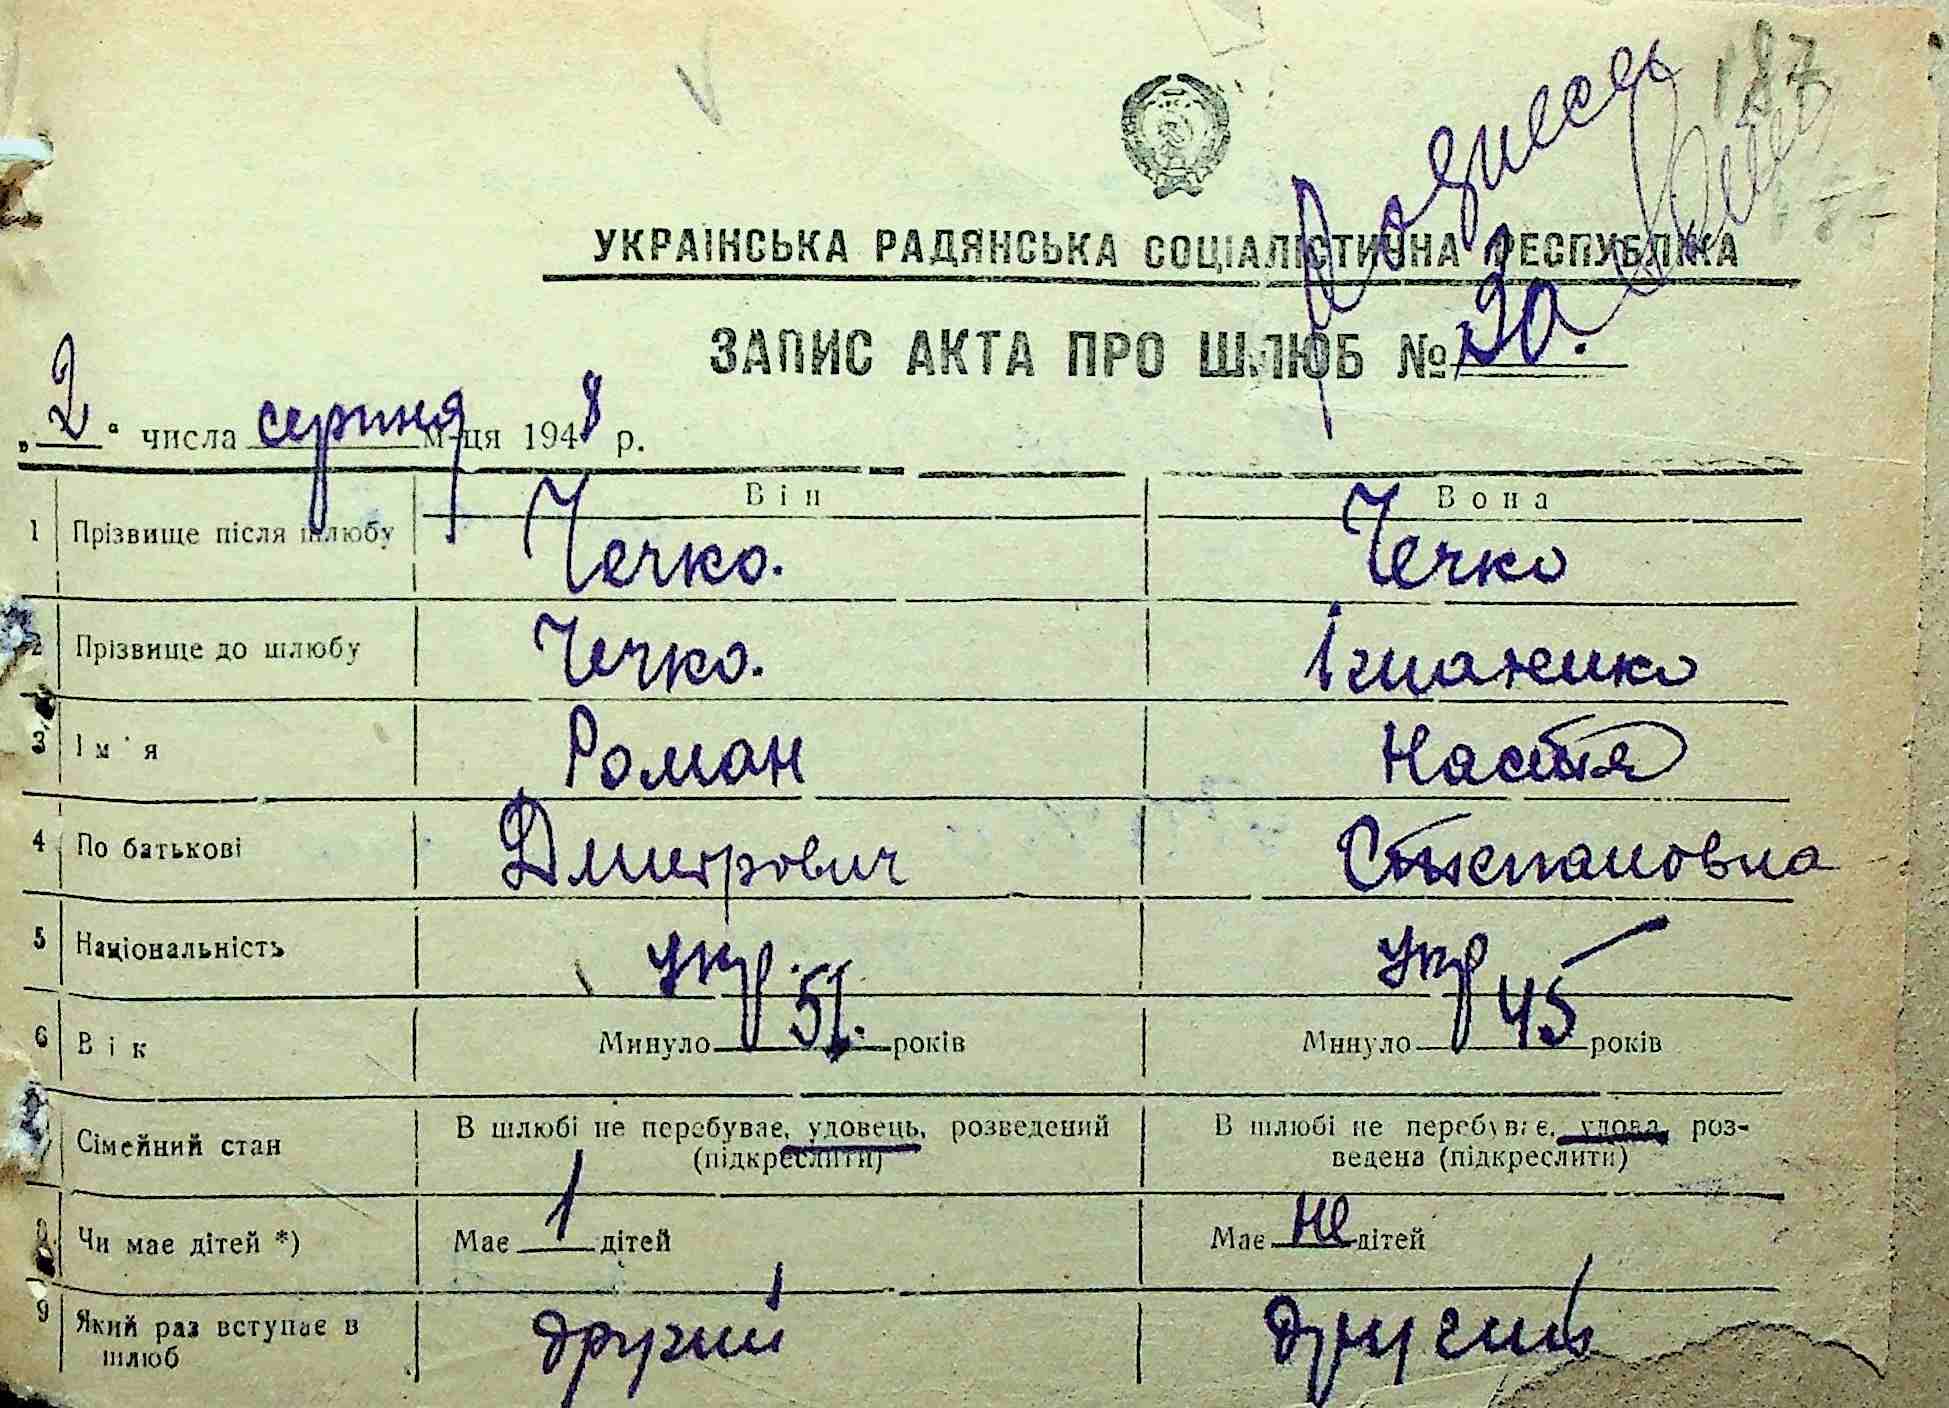 187
УКРАЇНСЬКА РАДЯНСЬКА СОЦІАЛІСТИЧНА РЕСПУБЛІКА
ЗАПИС АКТА ПРО ШЛЮБ № 20.
„2“ числа серпня м-ця 1948 р.
Він Вона
1 Прізвище після шлюбу Чечко. Чечко
2 Прізвище до шлюбу Чечко. Ігнатенко
3 Ім'я Роман Настя
4 По батькові Дмитрович Степановна
5 Національність укр. укр
6 Вік Минуло 51. років Минуло 45 років
Сімейний стан В шлюбі не перебуває, удовець, розведений В шлюбі не перебуває, удова, роз-
(підкреслити) ведена (підкреслити)
8 Чи має дітей *) Має 1 дітей Має не дітей
9 Який раз вступає в другий другий
шлюб